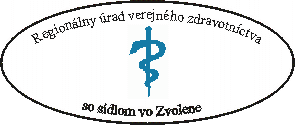 Regionálny úrad verejného zdravotníctva
so sídlom vo Zvolene